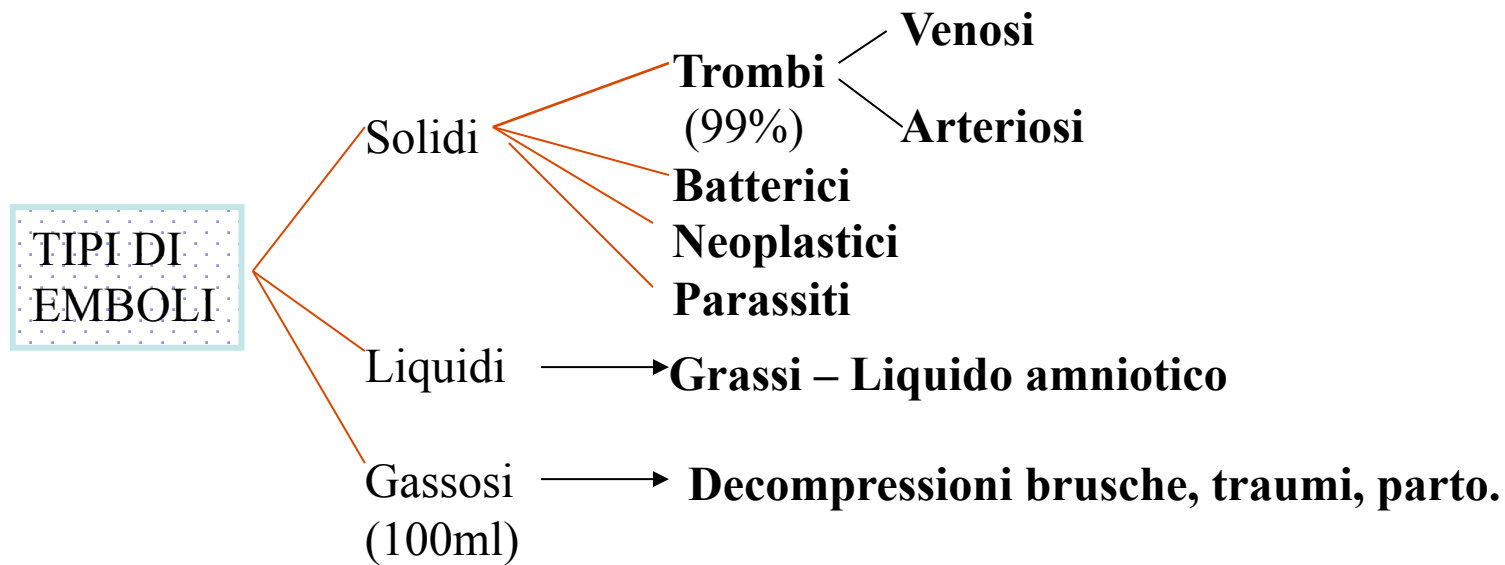 TIPI DI
EMBOLI
Solidi
Trombi
(99%)
Venosi
Arteriosi
Batterici
Neoplastici
Parassiti
Liquidi
Grassi – Liquido amniotico
Gassosi
(100ml)
Decompressioni brusche, traumi, parto.